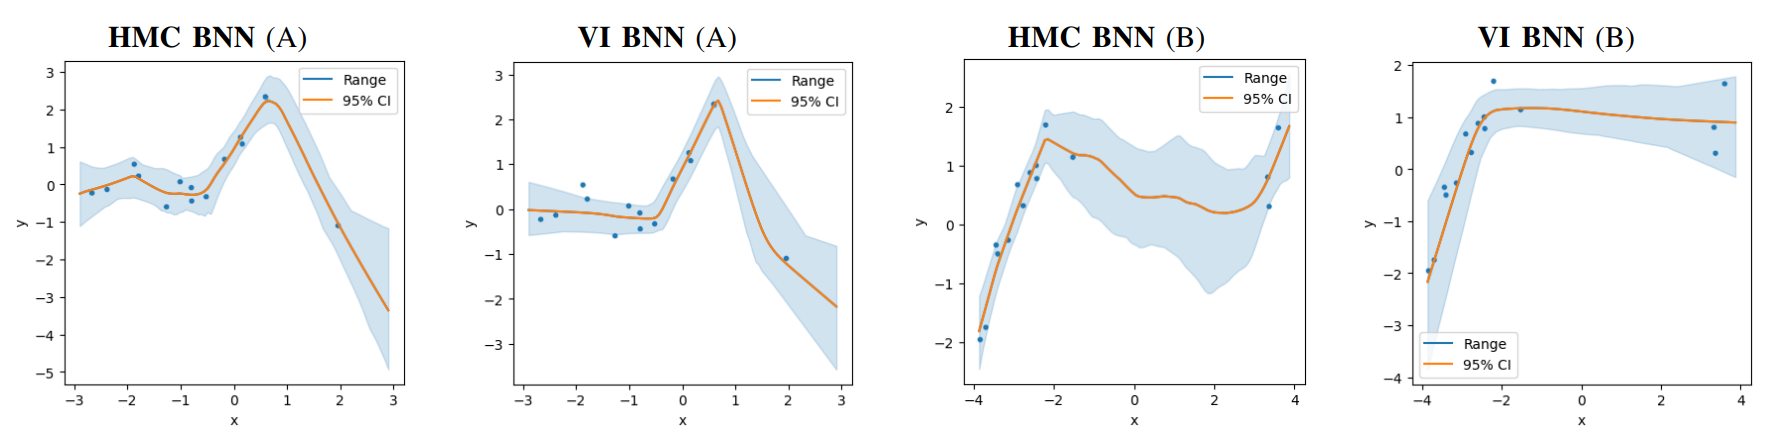 HMC BNN (A)
3
2
1
0
−1
−2
−3
−4
−5
y
−3 −2 −1 0 1 2 3
x
Range
95% CI
VI BNN (A)
3
2
1
0
−1
−2
−3
y
−3 −2 −1 0 1 2 3
x
Range
95% CI
HMC BNN (B)
2
1
0
−1
−2
y
−4 −2 0 2 4
x
Range
95% CI
VI BNN (B)
2
1
0
−1
−2
−3
−4
y
−4 −2 0 2 4
x
Range
95% CI